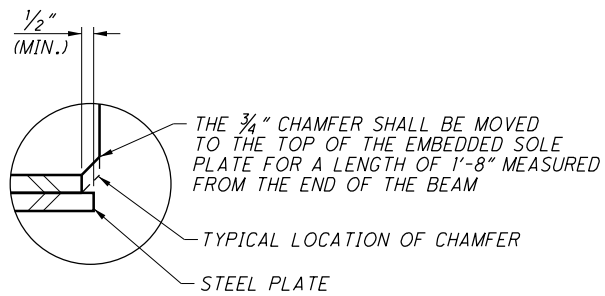 1/2"
(MIN.)
THE 3/4" CHAMFER SHALL BE MOVED
TO THE TOP OF THE EMBEDDED SOLE
PLATE FOR A LENGTH OF 1'-8" MEASURED
FROM THE END OF THE BEAM
TYPICAL LOCATION OF CHAMFER
STEEL PLATE